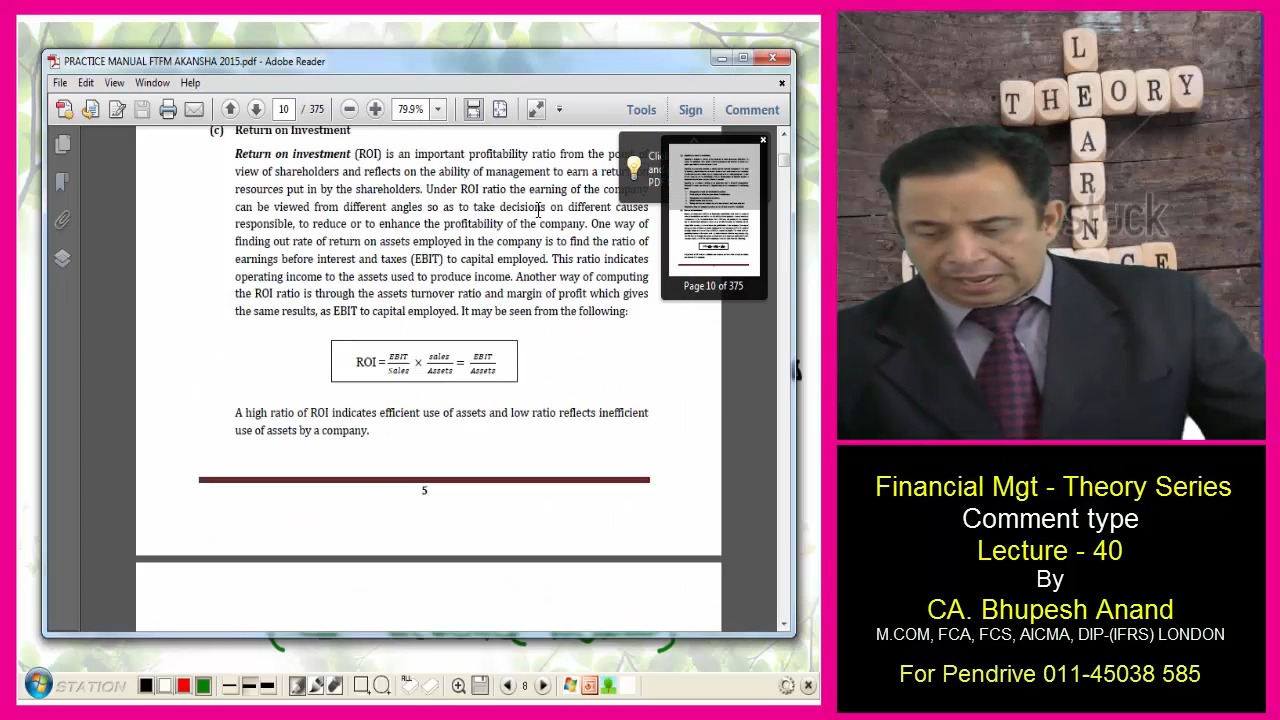 PRACTICE MANUAL FTFM AKANSHA 2015.pdf - Adobe Reader
File Edit View Window Help
10 / 375 79.9% Tools Sign Comment
(c) Return on Investment
Return on investment (ROI) is an important profitability ratio from the point of
view of shareholders and reflects on the ability of management to earn a return
resources put in by the shareholders. Under ROI ratio the earning of the company
can be viewed from different angles so as to take decisions on different causes
responsible, to reduce or to enhance the profitability of the company. One way of
finding our rate of return on assets employed in the company is to find the ratio of
earnings before interest and taxes (EBIT) to capital employed. This ratio indicates
operating income to the assets used to produce income. Another way of computing
the ROI ratio is through the assets turnover ratio and margin of profit which gives
the same results, as EBIT to capital employed. It may be seen from the following:
ROI = EBIT/Sales × sales/Assets = EBIT/Assets
A high ratio of ROI indicates efficient use of assets and low ratio reflects inefficient
use of assets by a company.
5
Clic
and
PDF
Page 10 of 375
STATION
8
THEORY
LEARN
CE
Financial Mgt - Theory Series
Comment type
Lecture - 40
By
CA. Bhupesh Anand
M.COM, FCA, FCS, AICMA, DIP-(IFRS) LONDON
For Pendrive 011-45038 585